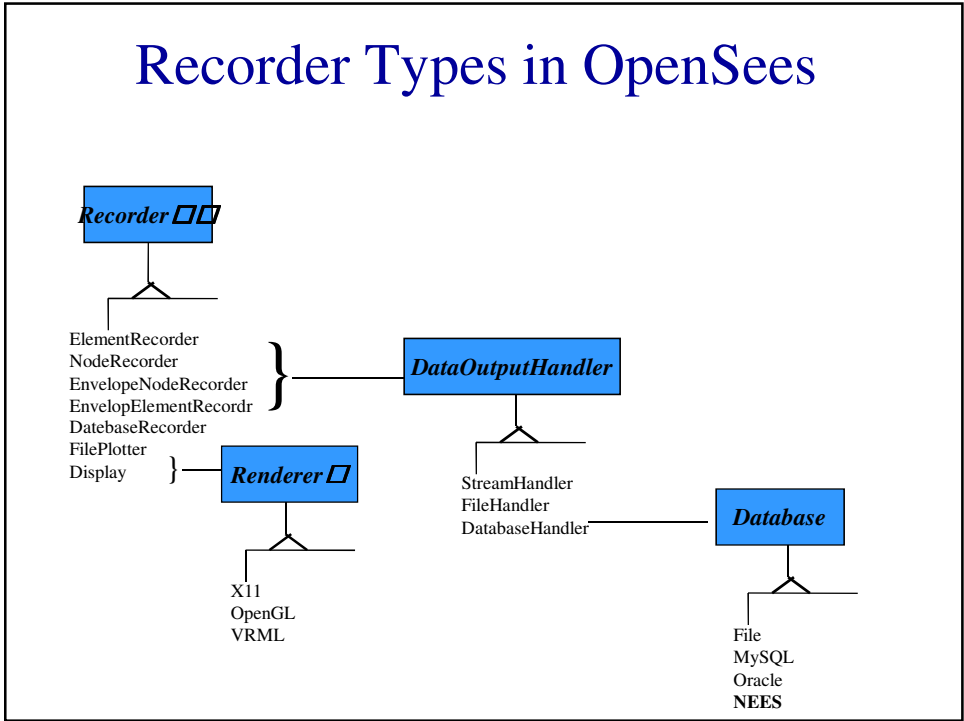 Recorder Types in OpenSees
Recorder
ElementRecorder
NodeRecorder
EnvelopeNodeRecorder
EnvelopElementRecordr
DatebaseRecorder
FilePlotter
Display
DataOutputHandler
Renderer
StreamHandler
FileHandler
DatabaseHandler
Database
X11
OpenGL
VRML
File
MySQL
Oracle
NEES